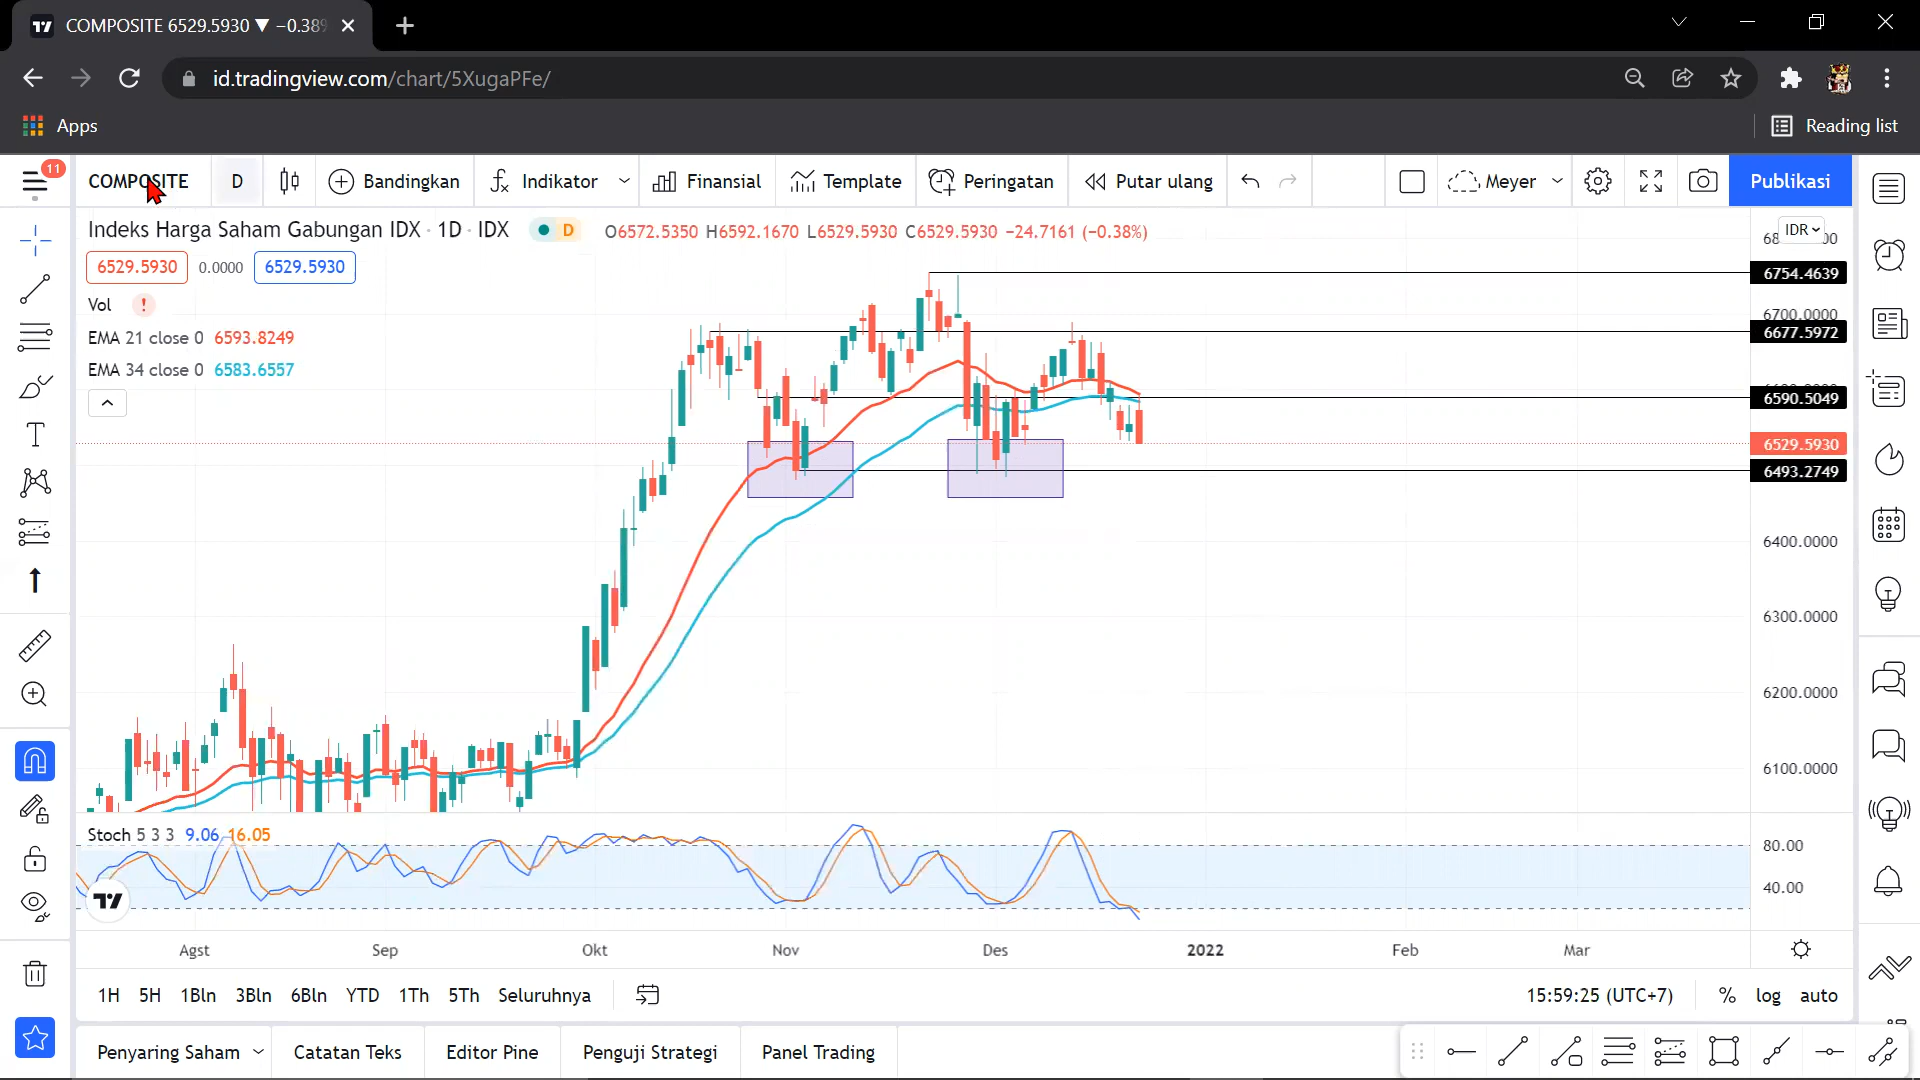 COMPOSITE 6529.5930 ▼ −0.38%
id.tradingview.com/chart/5XugaPFe/
Apps
Reading list
11
COMPOSITE
D
Bandingkan
Indikator
Finansial
Template
Peringatan
Putar ulang
Meyer
Publikasi
Indeks Harga Saham Gabungan IDX · 1D · IDX
D
O6572.5350 H6592.1670 L6529.5930 C6529.5930 −24.7161 (−0.38%)
IDR
6529.5930
0.0000
6529.5930
6754.4639
Vol
!
6700.0000
6677.5972
EMA 21 close 0 6593.8249
EMA 34 close 0 6583.6557
6590.5049
6529.5930
6493.2749
6400.0000
6300.0000
6200.0000
6100.0000
Stoch 5 3 3 9.06 16.05
80.00
40.00
Agst
Sep
Okt
Nov
Des
2022
Feb
Mar
1H
5H
1Bln
3Bln
6Bln
YTD
1Th
5Th
Seluruhnya
15:59:25 (UTC+7)
%
log
auto
Penyaring Saham
Catatan Teks
Editor Pine
Penguji Strategi
Panel Trading